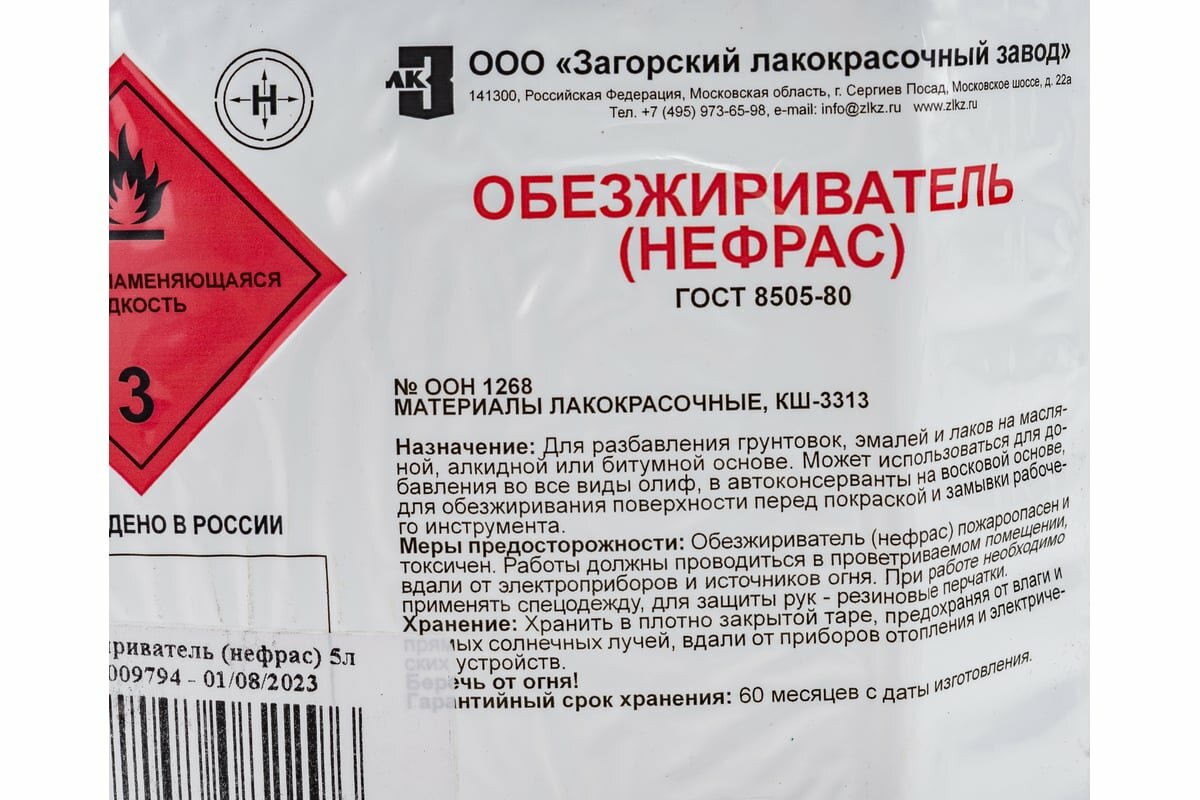 ЛКЗ
ООО «Загорский лакокрасочный завод»
141300, Российская Федерация, Московская область, г. Сергиев Посад, Московское шоссе, д. 22а
Тел. +7 (495) 973-65-98, e-mail: info@zlkz.ru www.zlkz.ru
Н
ОБЕЗЖИРИВАТЕЛЬ
(НЕФРАС)
ГОСТ 8505-80
ЛАМЕНЯЮЩАЯСЯ
ДКОСТЬ
3
№ ООН 1268
МАТЕРИАЛЫ ЛАКОКРАСОЧНЫЕ, КШ-3313
Назначение: Для разбавления грунтовок, эмалей и лаков на масля-
ной, алкидной или битумной основе. Может использоваться для до-
бавления во все виды олиф, в автоконсерванты на восковой основе,
для обезжиривания поверхности перед покраской и замывки рабоче-
го инструмента.
Меры предосторожности: Обезжириватель (нефрас) пожароопасен и
токсичен. Работы должны проводиться в проветриваемом помещении,
вдали от электроприборов и источников огня. При работе необходимо
применять спецодежду, для защиты рук - резиновые перчатки.
Хранение: Хранить в плотно закрытой таре, предохраняя от влаги и
прямых солнечных лучей, вдали от приборов отопления и электриче-
ских устройств.
Беречь от огня!
Гарантийный срок хранения: 60 месяцев с даты изготовления.
ДЕНО В РОССИИ
риватель (нефрас) 5л
009794 - 01/08/2023